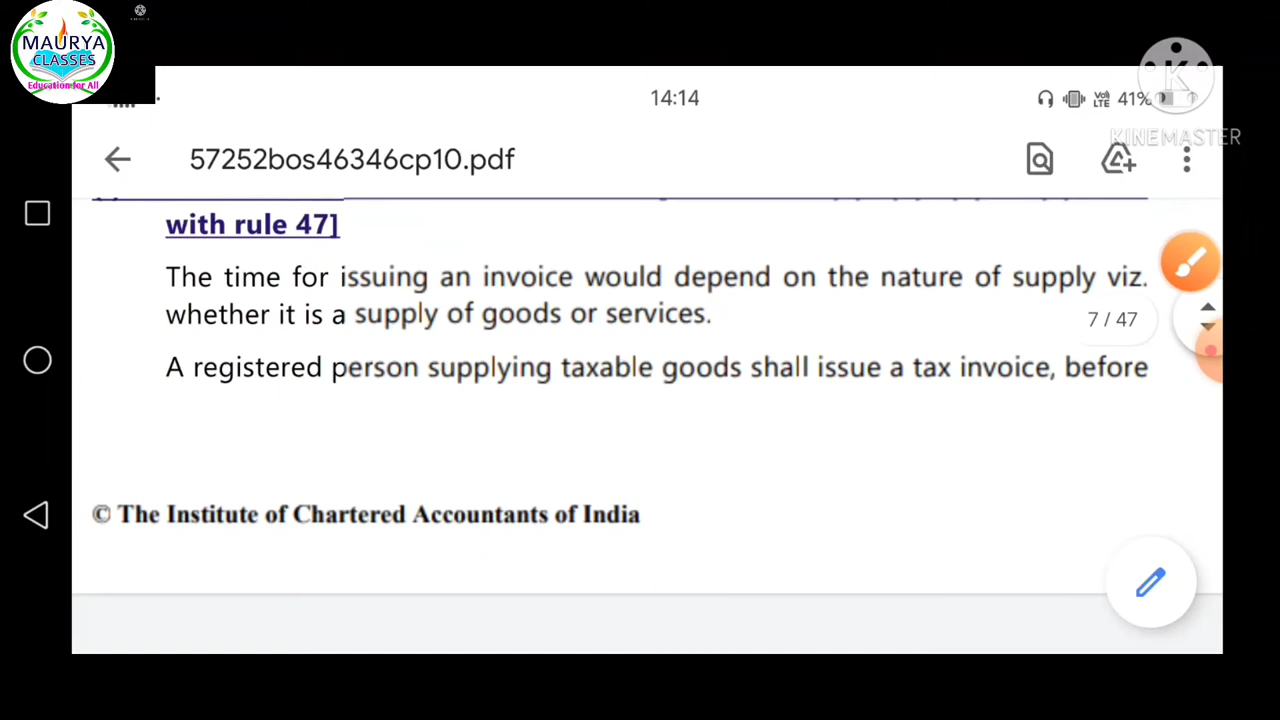 MAURYA
CLASSES
Education for All
14:14
Vo)
LTE
41%
K
KINEMASTER
57252bos46346cp10.pdf
with rule 47]
The time for issuing an invoice would depend on the nature of supply viz.
whether it is a supply of goods or services.
7 / 47
A registered person supplying taxable goods shall issue a tax invoice, before
© The Institute of Chartered Accountants of India